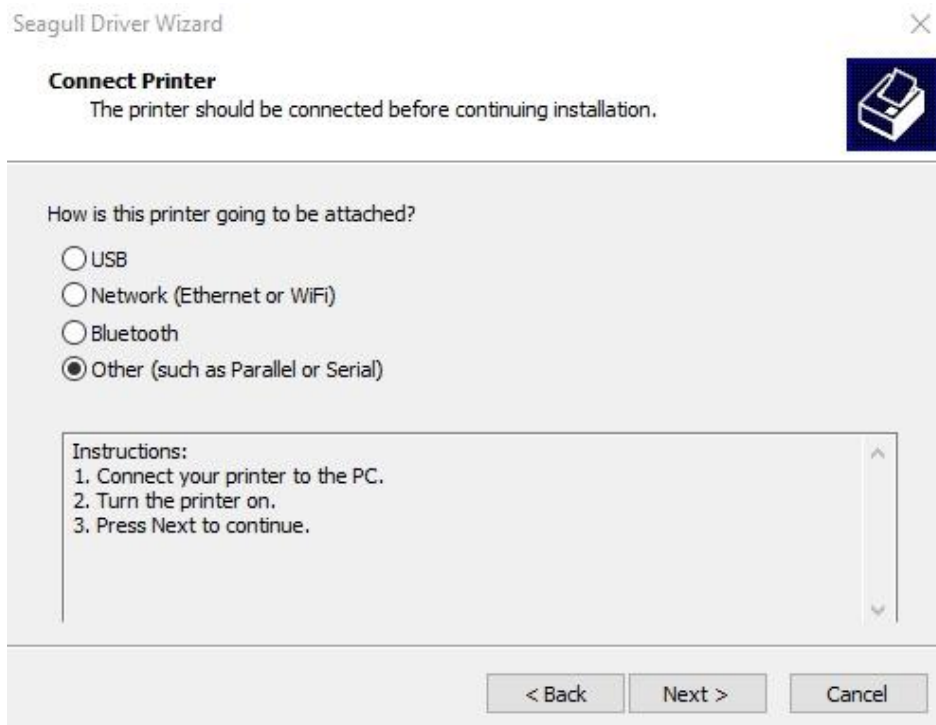 Seagull Driver Wizard
Connect Printer
The printer should be connected before continuing installation.
How is this printer going to be attached?
USB
Network (Ethernet or WiFi)
Bluetooth
Other (such as Parallel or Serial)
Instructions:
1. Connect your printer to the PC.
2. Turn the printer on.
3. Press Next to continue.
< Back Next > Cancel